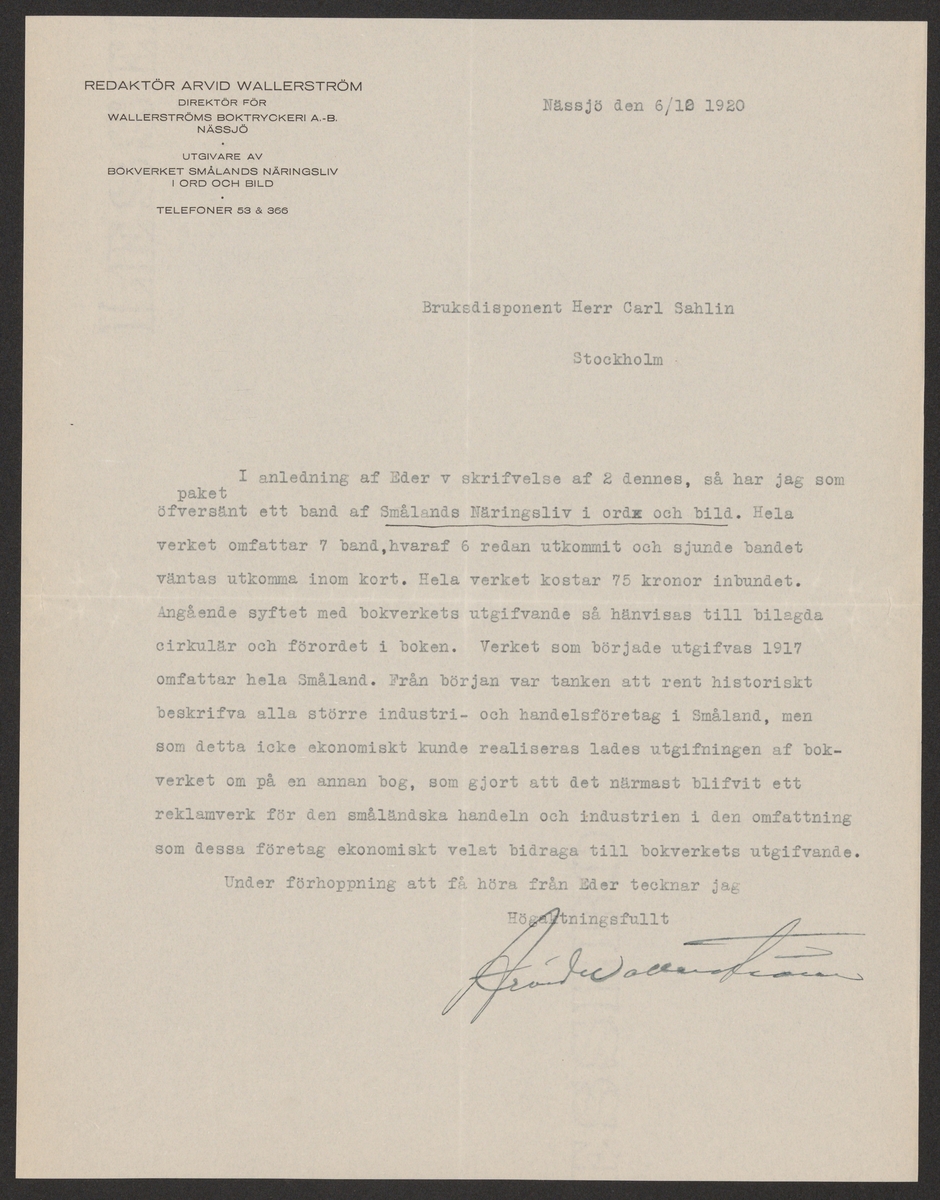 REDAKTÖR ARVID WALLERSTRÖM
DIREKTÖR FÖR
WALLERSTRÖMS BOKTRYCKERI A.-B.
NÄSSJÖ
UTGIVARE AV
BOKVERKET SMÅLANDS NÄRINGSLIV
I ORD OCH BILD
TELEFONER 53 & 366
Nässjö den 6/12 1920
Bruksdisponent Herr Carl Sahlin
Stockholm
I anledning af Eder v skrifvelse af 2 dennes, så har jag som
paket
öfversänt ett band af Smålands Näringsliv i ordx och bild. Hela
verket omfattar 7 band,hvaraf 6 redan utkommit och sjunde bandet
väntas utkomma inom kort. Hela verket kostar 75 kronor inbundet.
Angående syftet med bokverkets utgifvande så hänvisas till bilagda
cirkulär och förordet i boken. Verket som började utgifvas 1917
omfattar hela Småland. Från början var tanken att rent historiskt
beskrifva alla större industri- och handelsföretag i Småland, men
som detta icke ekonomiskt kunde realiseras lades utgifningen af bok-
verket om på en annan bog, som gjort att det närmast blifvit ett
reklamverk för den småländska handeln och industrien i den omfattning
som dessa företag ekonomiskt velat bidraga till bokverkets utgifvande.
Under förhoppning att få höra från Eder tecknar jag
Högaktningsfullt
Arvid Wallerström